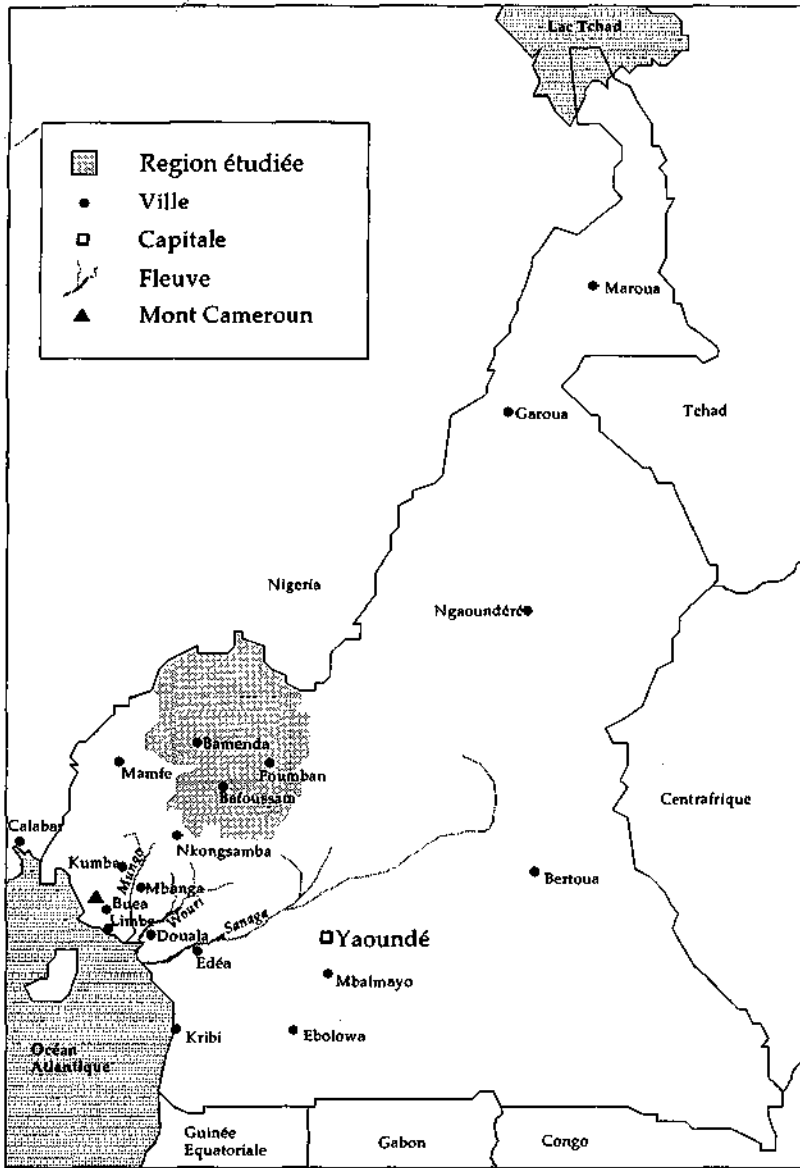 Lac Tchad
Region étudiée
Ville
Capitale
Fleuve
Mont Cameroun
Maroua
Garoua
Tchad
Nigeria
Ngaoundéré
Bamenda
Mamfe
Foumban
Bafoussam
Centrafrique
Calabar
Nkongsamba
Kumba
Mungo
Mbanga
Bertoua
Buea
Wouri
Limbe
Sanaga
Douala
Yaoundé
Edéa
Mbalmayo
Kribi
Ebolowa
Océan
Atlantique
Guinée
Equatoriale
Gabon
Congo